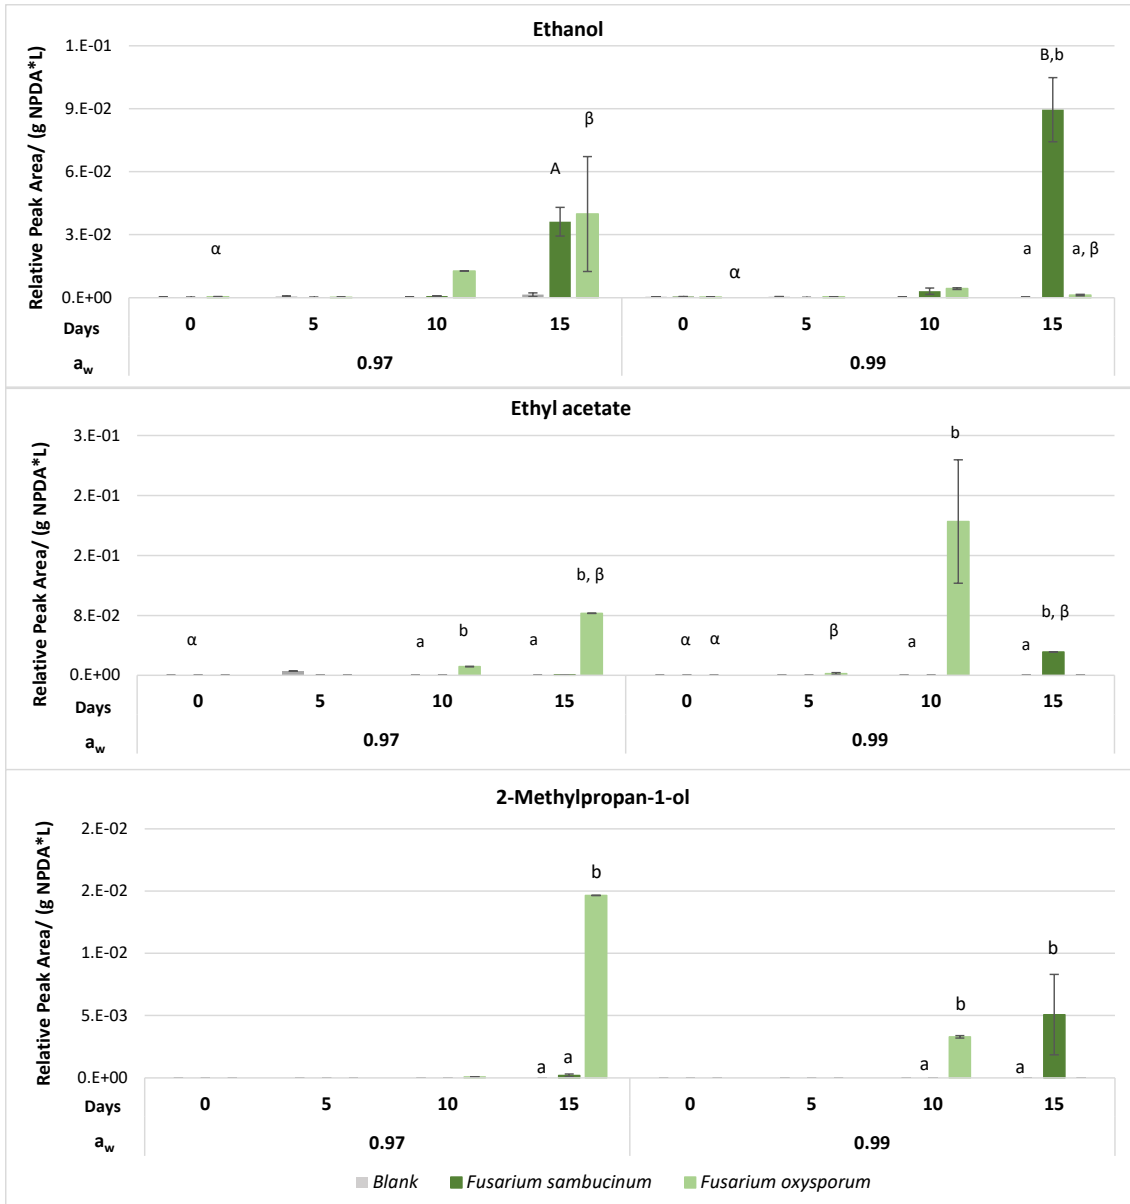 Ethanol
Relative Peak Area/ (g NPDA*L)
1.E-01
9.E-02
6.E-02
3.E-02
0.E+00
B,b
β
A
α
α
a
a, β
Days 0 5 10 15 0 5 10 15
aw 0.97 0.99
Ethyl acetate
Relative Peak Area/ (g NPDA*L)
3.E-01
2.E-01
2.E-01
8.E-02
0.E+00
b
b, β
b, β
α a b a α α β a a
Days 0 5 10 15 0 5 10 15
aw 0.97 0.99
2-Methylpropan-1-ol
Relative Peak Area/ (g NPDA*L)
2.E-02
2.E-02
1.E-02
5.E-03
0.E+00
b
b
b
a a a a
Days 0 5 10 15 0 5 10 15
aw 0.97 0.99
Blank Fusarium sambucinum Fusarium oxysporum